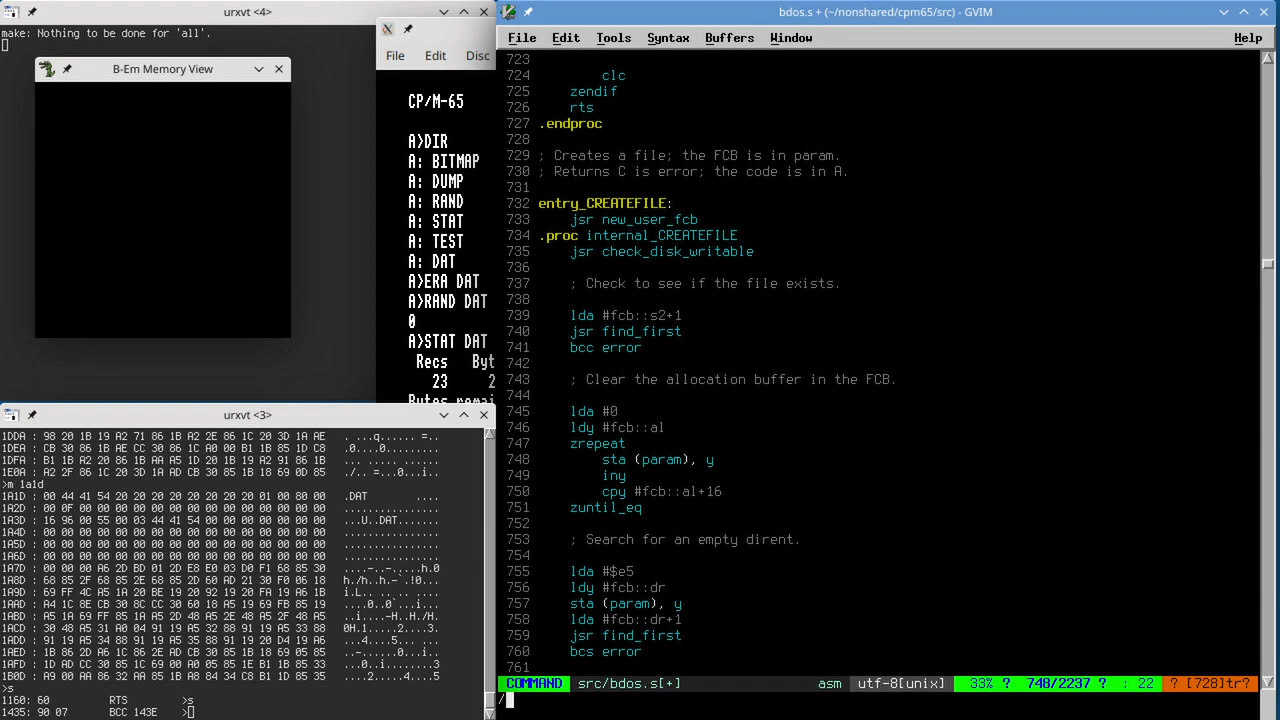 urxvt <4>
make: Nothing to be done for 'all'.
B-Em Memory View
File Edit Disc
CP/M-65
A>DIR
A: BITMAP
A: DUMP
A: RAND
A: STAT
A: TEST
A: DAT
A>ERA DAT
A>RAND DAT
0
A>STAT DAT
Recs Byt
23 2
Bytes remai
urxvt <3>
1DDA : 98 20 1B 19 A2 71 86 1B A2 2E 86 1C 20 3D 1A AE . ...q...... =..
1DEA : CB 30 86 1B AE CC 30 86 1C A0 00 B1 1B 85 1D C8 .0....0.........
1DFA : B1 1B A2 20 86 1B AA A5 1D 20 1B 19 A2 91 86 1B ... ..... ......
1E0A : A2 2F 86 1C 20 3D 1A AD CB 30 85 1B 18 69 0D 85 ./.. =...0...i..
>m 1a1d
1A1D : 00 44 41 54 20 20 20 20 20 20 20 20 01 00 80 00 .DAT        ....
1A2D : 00 0F 00 00 00 00 00 00 00 00 00 00 00 00 00 00 ................
1A3D : 16 96 00 55 00 03 44 41 54 00 00 00 00 00 00 00 ...U..DAT.......
1A4D : 00 00 00 00 00 00 00 00 00 00 00 00 00 00 00 00 ................
1A5D : 00 00 00 00 00 00 00 00 00 00 00 00 00 00 00 00 ................
1A6D : 00 00 00 00 00 00 00 00 00 00 00 00 00 00 00 00 ................
1A7D : 00 00 00 A6 2D BD 01 2D E8 E0 03 D0 F1 68 85 30 ....-..-.....h.0
1A8D : 68 85 2F 68 85 2E 68 85 2D 60 AD 21 30 F0 06 18 h./h..h.-`.!0...
1A9D : 69 FF 4C A5 1A 20 BE 19 20 92 19 20 FA 19 A6 1B i.L.. .. .. ....
1AAD : A4 1C 8E CB 30 8C CC 30 60 18 A5 19 69 FB 85 19 ....0..0`...i...
1ABD : A5 1A 69 FF 85 1A A5 2D 48 A5 2E 48 A5 2F 48 A5 ..i....-H..H./H.
1ACD : 30 48 A5 31 A0 04 91 19 A5 32 88 91 19 A5 33 88 0H.1.....2....3.
1ADD : 91 19 A5 34 88 91 19 A5 35 88 91 19 20 D4 19 A6 ...4....5... ...
1AED : 1B 86 2D A6 1C 86 2E AD CB 30 85 1B 18 69 05 85 ..-......0...i..
1AFD : 1D AD CC 30 85 1C 69 00 A0 05 85 1E B1 1B 85 33 ...0..i........3
1B0D : A9 00 AA 86 32 AA 85 1B A8 84 34 C8 B1 1D 85 35 ....2.....4....5
>s
1160: 60 RTS >s
1435: 90 07 BCC 143E >
bdos.s + (~/nonshared/cpm65/src) - GVIM
File Edit Tools Syntax Buffers Window Help
723
724 clc
725 zendif
726 rts
727 .endproc
728
729 ; Creates a file; the FCB is in param.
730 ; Returns C is error; the code is in A.
731
732 entry_CREATEFILE:
733 jsr new_user_fcb
734 .proc internal_CREATEFILE
735 jsr check_disk_writable
736
737 ; Check to see if the file exists.
738
739 lda #fcb::s2+1
740 jsr find_first
741 bcc error
742
743 ; Clear the allocation buffer in the FCB.
744
745 lda #0
746 ldy #fcb::al
747 zrepeat
748 sta (param), y
749 iny
750 cpy #fcb::al+16
751 zuntil_eq
752
753 ; Search for an empty dirent.
754
755 lda #$e5
756 ldy #fcb::dr
757 sta (param), y
758 lda #fcb::dr+1
759 jsr find_first
760 bcs error
761
COMMAND src/bdos.s[+] asm utf-8[unix] 33% ? 748/2237 ? : 22 ? [728]tr?
/